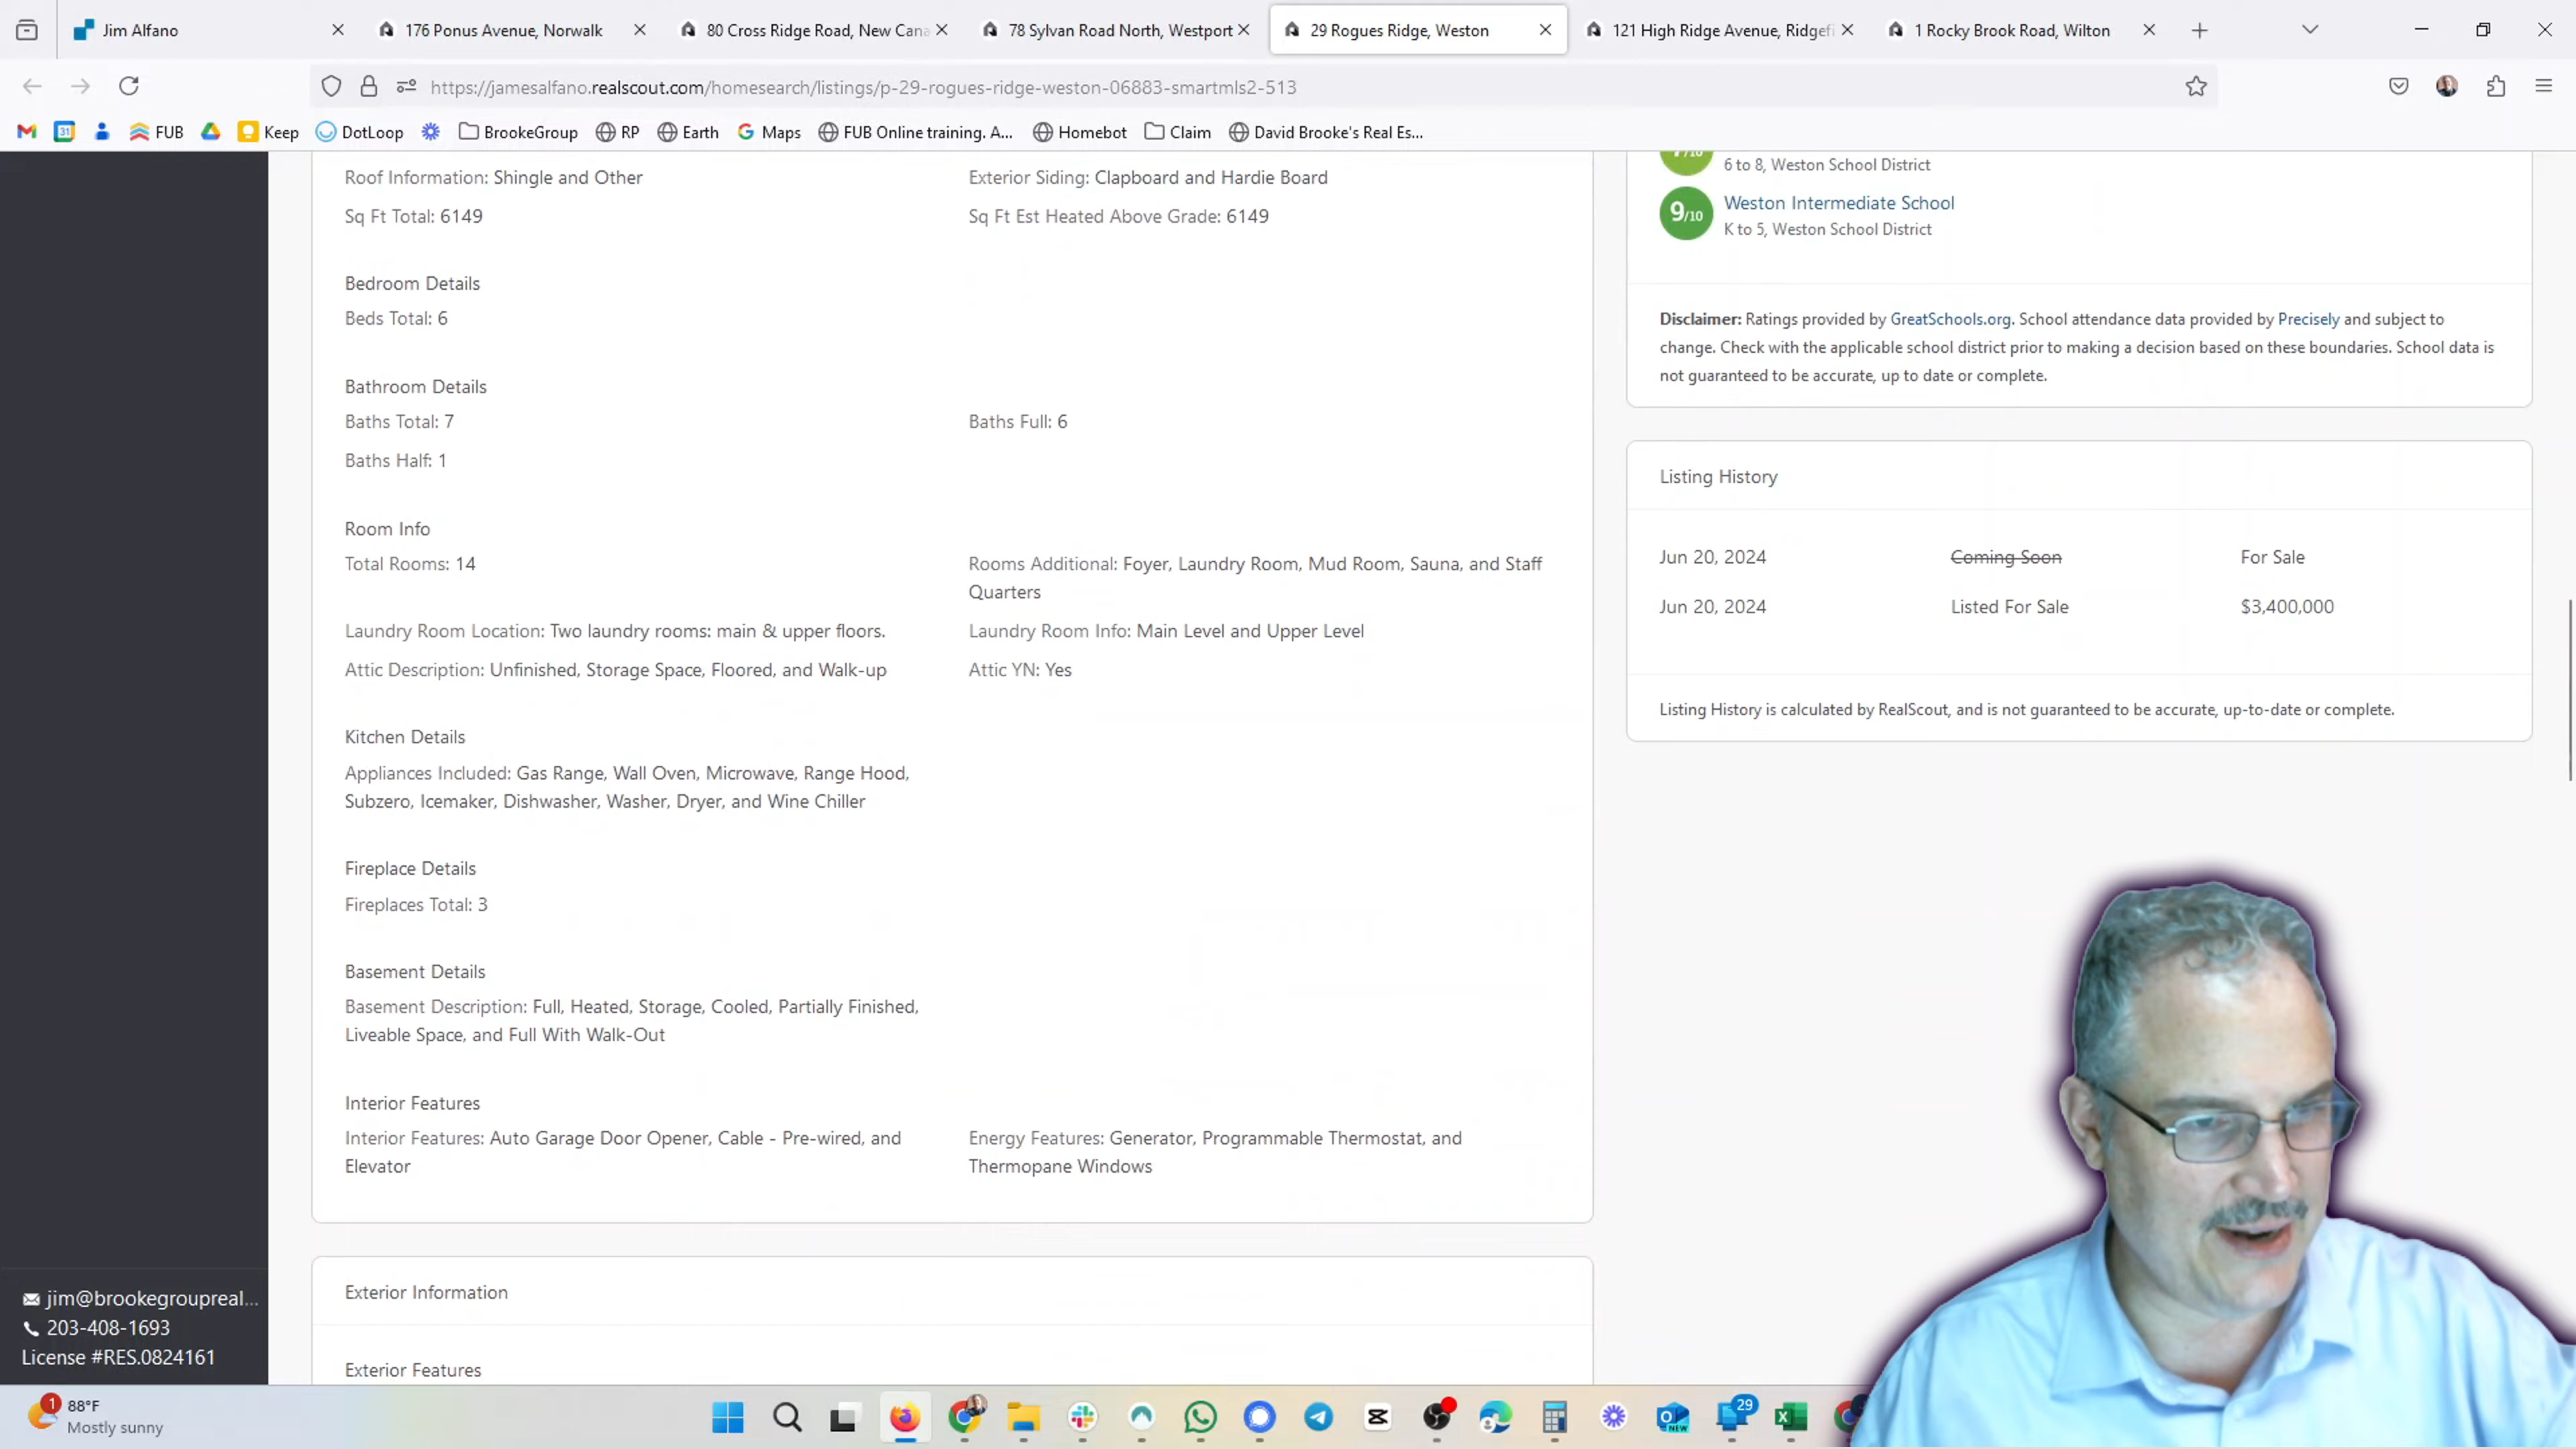 Jim Alfano
176 Ponus Avenue, Norwalk
80 Cross Ridge Road, New Cana
78 Sylvan Road North, Westport
29 Rogues Ridge, Weston
121 High Ridge Avenue, Ridgefi
1 Rocky Brook Road, Wilton
https://jamesalfano.realscout.com/homesearch/listings/p-29-rogues-ridge-weston-06883-smartmls2-513
31
FUB
Keep
DotLoop
BrookeGroup
RP
Earth
Maps
FUB Online training. A...
Homebot
Claim
David Brooke's Real Es...
Roof Information: Shingle and Other
Exterior Siding: Clapboard and Hardie Board
Sq Ft Total: 6149
Sq Ft Est Heated Above Grade: 6149
Bedroom Details
Beds Total: 6
Bathroom Details
Baths Total: 7
Baths Full: 6
Baths Half: 1
Room Info
Total Rooms: 14
Rooms Additional: Foyer, Laundry Room, Mud Room, Sauna, and Staff
Quarters
Laundry Room Location: Two laundry rooms: main & upper floors.
Laundry Room Info: Main Level and Upper Level
Attic Description: Unfinished, Storage Space, Floored, and Walk-up
Attic YN: Yes
Kitchen Details
Appliances Included: Gas Range, Wall Oven, Microwave, Range Hood,
Subzero, Icemaker, Dishwasher, Washer, Dryer, and Wine Chiller
Fireplace Details
Fireplaces Total: 3
Basement Details
Basement Description: Full, Heated, Storage, Cooled, Partially Finished,
Liveable Space, and Full With Walk-Out
Interior Features
Interior Features: Auto Garage Door Opener, Cable - Pre-wired, and
Elevator
Energy Features: Generator, Programmable Thermostat, and
Thermopane Windows
Exterior Information
Exterior Features
6 to 8, Weston School District
9/10
Weston Intermediate School
K to 5, Weston School District
Disclaimer: Ratings provided by GreatSchools.org. School attendance data provided by Precisely and subject to
change. Check with the applicable school district prior to making a decision based on these boundaries. School data is
not guaranteed to be accurate, up to date or complete.
Listing History
Jun 20, 2024
Coming Soon
For Sale
Jun 20, 2024
Listed For Sale
$3,400,000
Listing History is calculated by RealScout, and is not guaranteed to be accurate, up-to-date or complete.
jim@brookegroupreal...
203-408-1693
License #RES.0824161
1
88°F
Mostly sunny
NEW
29